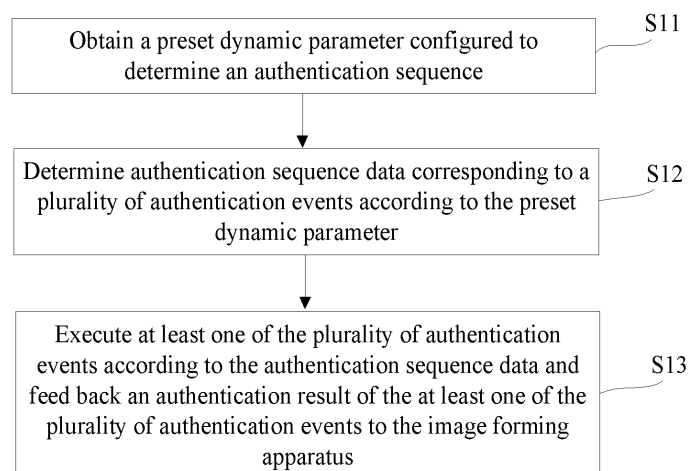 S11
Obtain a preset dynamic parameter configured to
determine an authentication sequence
S12
Determine authentication sequence data corresponding to a
plurality of authentication events according to the preset
dynamic parameter
S13
Execute at least one of the plurality of authentication
events according to the authentication sequence data and
feed back an authentication result of the at least one of the
plurality of authentication events to the image forming
apparatus